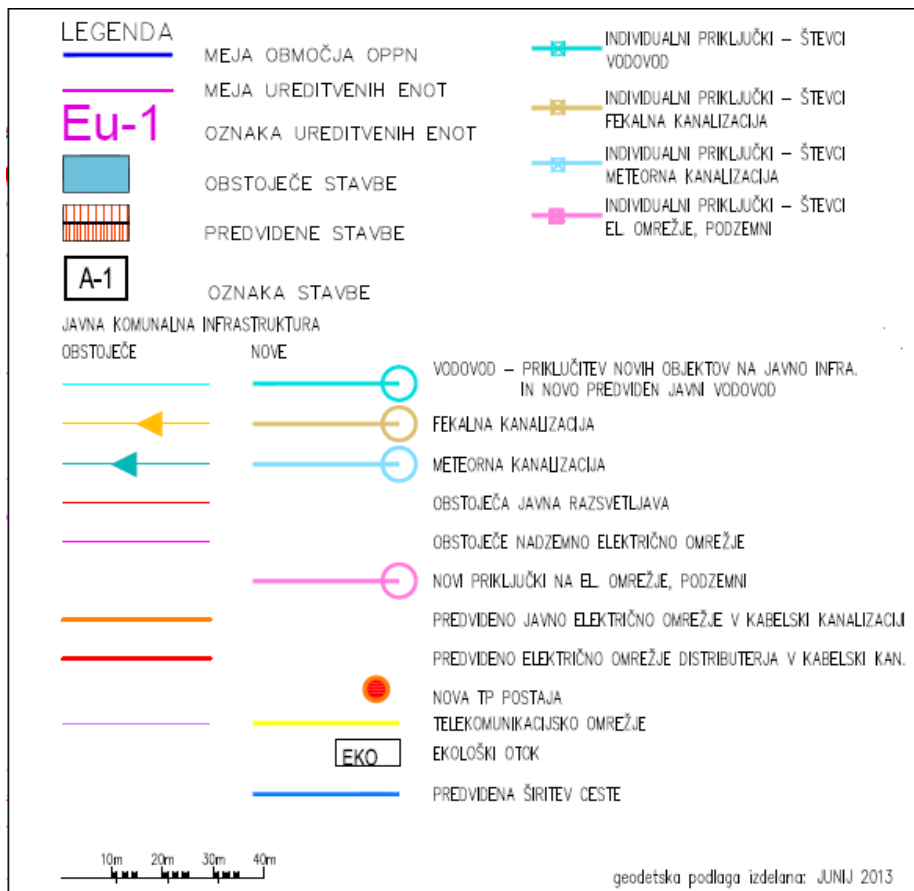 LEGENDA
MEJA OBMOČJA OPPN
MEJA UREDITVENIH ENOT
Eu-1
OZNAKA UREDITVENIH ENOT
OBSTOJEČE STAVBE
PREDVIDENE STAVBE
A-1
OZNAKA STAVBE
INDIVIDUALNI PRIKLJUČKI – ŠTEVCI
VODOVOD
INDIVIDUALNI PRIKLJUČKI – ŠTEVCI
FEKALNA KANALIZACIJA
INDIVIDUALNI PRIKLJUČKI – ŠTEVCI
METEORNA KANALIZACIJA
INDIVIDUALNI PRIKLJUČKI – ŠTEVCI
EL. OMREŽJE, PODZEMNI
JAVNA KOMUNALNA INFRASTRUKTURA
OBSTOJEČE NOVE
VODOVOD – PRIKLUČITEV NOVIH OBJEKTOV NA JAVNO INFRA.
IN NOVO PREDVIDEN JAVNI VODOVOD
FEKALNA KANALIZACIJA
METEORNA KANALIZACIJA
OBSTOJEČA JAVNA RAZSVETLJAVA
OBSTOJEČE NADZEMNO ELEKTRIČNO OMREŽJE
NOVI PRIKLJUČKI NA EL. OMREŽJE, PODZEMNI
PREDVIDENO JAVNO ELEKTRIČNO OMREŽJE V KABELSKI KANALIZACIJI
PREDVIDENO ELEKTRIČNO OMREŽJE DISTRIBUTERJA V KABELSKI KAN.
NOVA TP POSTAJA
TELEKOMUNIKACIJSKO OMREŽJE
EKO
EKOLOŠKI OTOK
PREDVIDENA ŠIRITEV CESTE
10m 20m 30m 40m
geodetska podlaga izdelana: JUNIJ 2013